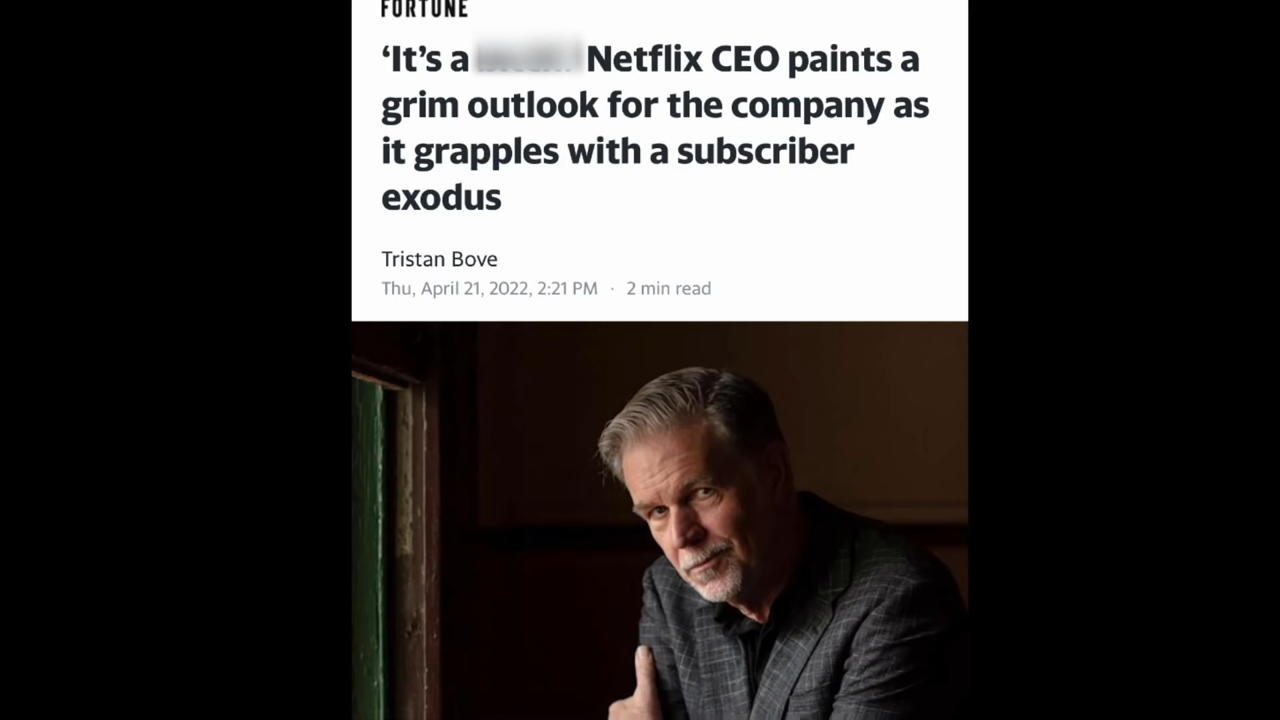 FORTUNE
‘It’s a Netflix CEO paints a
grim outlook for the company as
it grapples with a subscriber
exodus
Tristan Bove
Thu, April 21, 2022, 2:21 PM · 2 min read